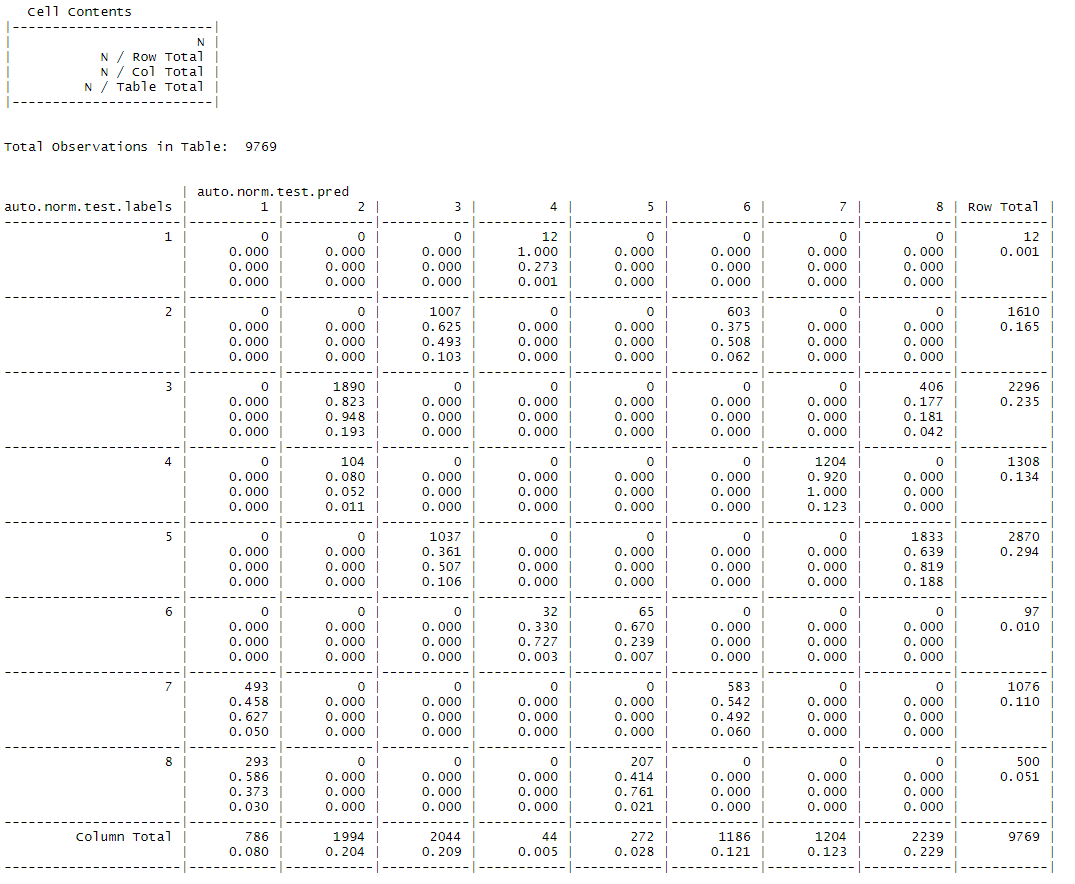 Cell Contents
|-------------------------|
| N |
| N / Row Total |
| N / Col Total |
| N / Table Total |
|-------------------------|
Total Observations in Table: 9769
| auto.norm.test.pred
auto.norm.test.labels | 1 | 2 | 3 | 4 | 5 | 6 | 7 | 8 | Row Total |
----------------------|-----------|-----------|-----------|-----------|-----------|-----------|-----------|-----------|-----------|
1 | 0 | 0 | 0 | 12 | 0 | 0 | 0 | 0 | 12 |
| 0.000 | 0.000 | 0.000 | 1.000 | 0.000 | 0.000 | 0.000 | 0.000 | 0.001 |
| 0.000 | 0.000 | 0.000 | 0.273 | 0.000 | 0.000 | 0.000 | 0.000 | |
| 0.000 | 0.000 | 0.000 | 0.001 | 0.000 | 0.000 | 0.000 | 0.000 | |
----------------------|-----------|-----------|-----------|-----------|-----------|-----------|-----------|-----------|-----------|
2 | 0 | 0 | 1007 | 0 | 0 | 603 | 0 | 0 | 1610 |
| 0.000 | 0.000 | 0.625 | 0.000 | 0.000 | 0.375 | 0.000 | 0.000 | 0.165 |
| 0.000 | 0.000 | 0.493 | 0.000 | 0.000 | 0.508 | 0.000 | 0.000 | |
| 0.000 | 0.000 | 0.103 | 0.000 | 0.000 | 0.062 | 0.000 | 0.000 | |
----------------------|-----------|-----------|-----------|-----------|-----------|-----------|-----------|-----------|-----------|
3 | 0 | 1890 | 0 | 0 | 0 | 0 | 0 | 406 | 2296 |
| 0.000 | 0.823 | 0.000 | 0.000 | 0.000 | 0.000 | 0.000 | 0.177 | 0.235 |
| 0.000 | 0.948 | 0.000 | 0.000 | 0.000 | 0.000 | 0.000 | 0.181 | |
| 0.000 | 0.193 | 0.000 | 0.000 | 0.000 | 0.000 | 0.000 | 0.042 | |
----------------------|-----------|-----------|-----------|-----------|-----------|-----------|-----------|-----------|-----------|
4 | 0 | 104 | 0 | 0 | 0 | 0 | 1204 | 0 | 1308 |
| 0.000 | 0.080 | 0.000 | 0.000 | 0.000 | 0.000 | 0.920 | 0.000 | 0.134 |
| 0.000 | 0.052 | 0.000 | 0.000 | 0.000 | 0.000 | 1.000 | 0.000 | |
| 0.000 | 0.011 | 0.000 | 0.000 | 0.000 | 0.000 | 0.123 | 0.000 | |
----------------------|-----------|-----------|-----------|-----------|-----------|-----------|-----------|-----------|-----------|
5 | 0 | 0 | 1037 | 0 | 0 | 0 | 0 | 1833 | 2870 |
| 0.000 | 0.000 | 0.361 | 0.000 | 0.000 | 0.000 | 0.000 | 0.639 | 0.294 |
| 0.000 | 0.000 | 0.507 | 0.000 | 0.000 | 0.000 | 0.000 | 0.819 | |
| 0.000 | 0.000 | 0.106 | 0.000 | 0.000 | 0.000 | 0.000 | 0.188 | |
----------------------|-----------|-----------|-----------|-----------|-----------|-----------|-----------|-----------|-----------|
6 | 0 | 0 | 0 | 32 | 65 | 0 | 0 | 0 | 97 |
| 0.000 | 0.000 | 0.000 | 0.330 | 0.670 | 0.000 | 0.000 | 0.000 | 0.010 |
| 0.000 | 0.000 | 0.000 | 0.727 | 0.239 | 0.000 | 0.000 | 0.000 | |
| 0.000 | 0.000 | 0.000 | 0.003 | 0.007 | 0.000 | 0.000 | 0.000 | |
----------------------|-----------|-----------|-----------|-----------|-----------|-----------|-----------|-----------|-----------|
7 | 493 | 0 | 0 | 0 | 0 | 583 | 0 | 0 | 1076 |
| 0.458 | 0.000 | 0.000 | 0.000 | 0.000 | 0.542 | 0.000 | 0.000 | 0.110 |
| 0.627 | 0.000 | 0.000 | 0.000 | 0.000 | 0.492 | 0.000 | 0.000 | |
| 0.050 | 0.000 | 0.000 | 0.000 | 0.000 | 0.060 | 0.000 | 0.000 | |
----------------------|-----------|-----------|-----------|-----------|-----------|-----------|-----------|-----------|-----------|
8 | 293 | 0 | 0 | 0 | 207 | 0 | 0 | 0 | 500 |
| 0.586 | 0.000 | 0.000 | 0.000 | 0.414 | 0.000 | 0.000 | 0.000 | 0.051 |
| 0.373 | 0.000 | 0.000 | 0.000 | 0.761 | 0.000 | 0.000 | 0.000 | |
| 0.030 | 0.000 | 0.000 | 0.000 | 0.021 | 0.000 | 0.000 | 0.000 | |
----------------------|-----------|-----------|-----------|-----------|-----------|-----------|-----------|-----------|-----------|
Column Total | 786 | 1994 | 2044 | 44 | 272 | 1186 | 1204 | 2239 | 9769 |
| 0.080 | 0.204 | 0.209 | 0.005 | 0.028 | 0.121 | 0.123 | 0.229 | |
----------------------|-----------|-----------|-----------|-----------|-----------|-----------|-----------|-----------|-----------|